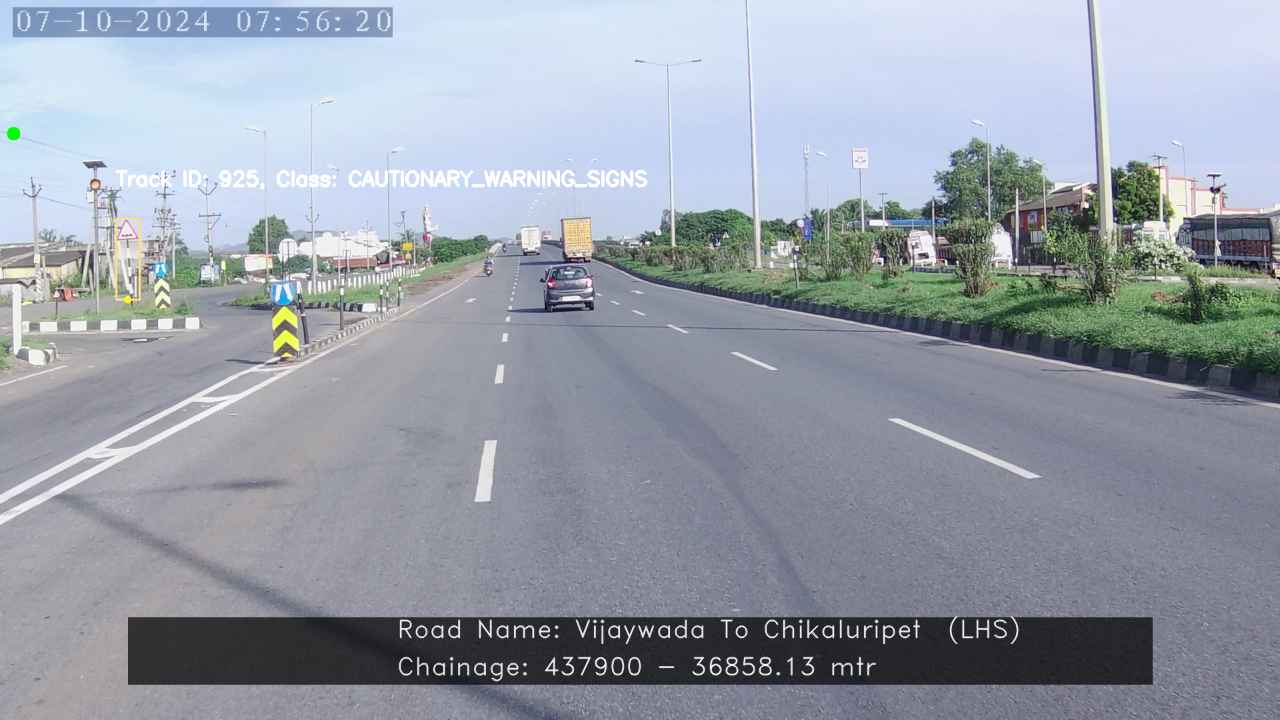 07-10-2024 07:56:20
Track ID: 925, Class: CAUTIONARY_WARNING_SIGNS
Road Name: Vijaywada To Chikaluripet (LHS)
Chainage: 437900 - 36858.13 mtr